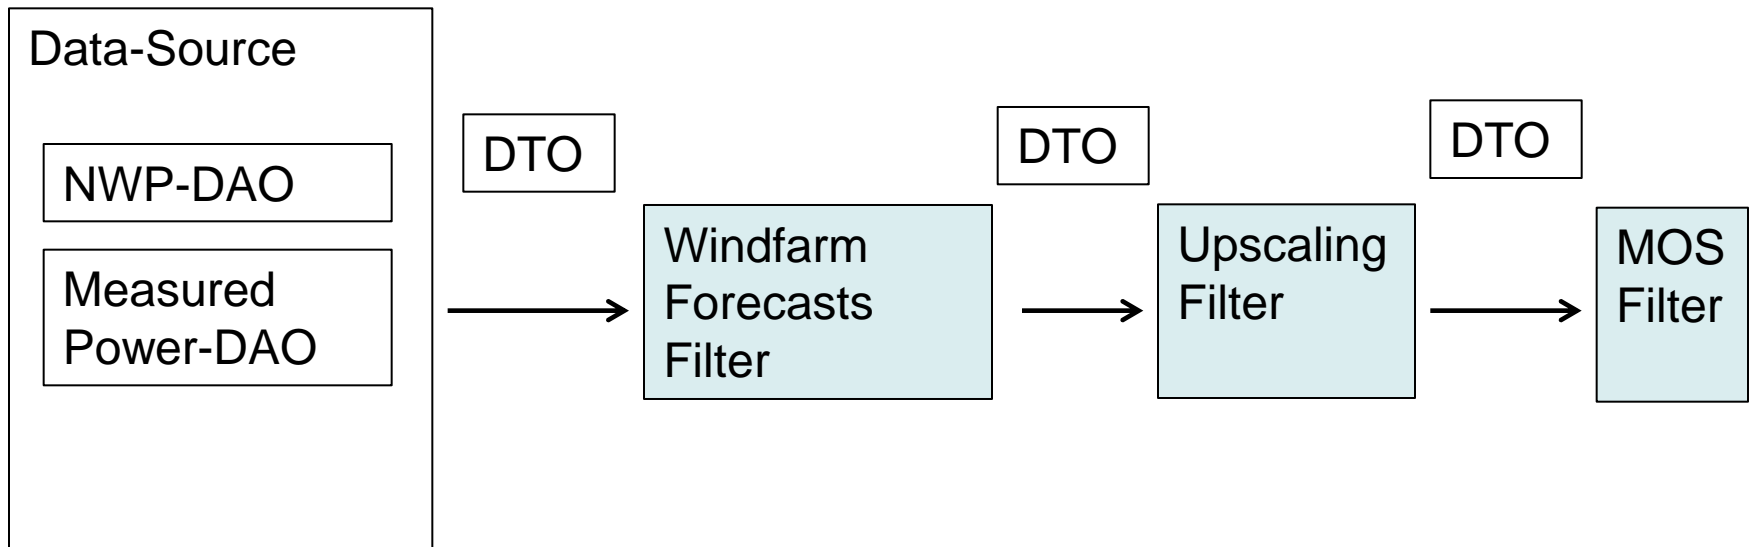 Data-Source
NWP-DAO
Measured
Power-DAO
DTO
Windfarm
Forecasts
Filter
DTO
Upscaling
Filter
DTO
MOS
Filter